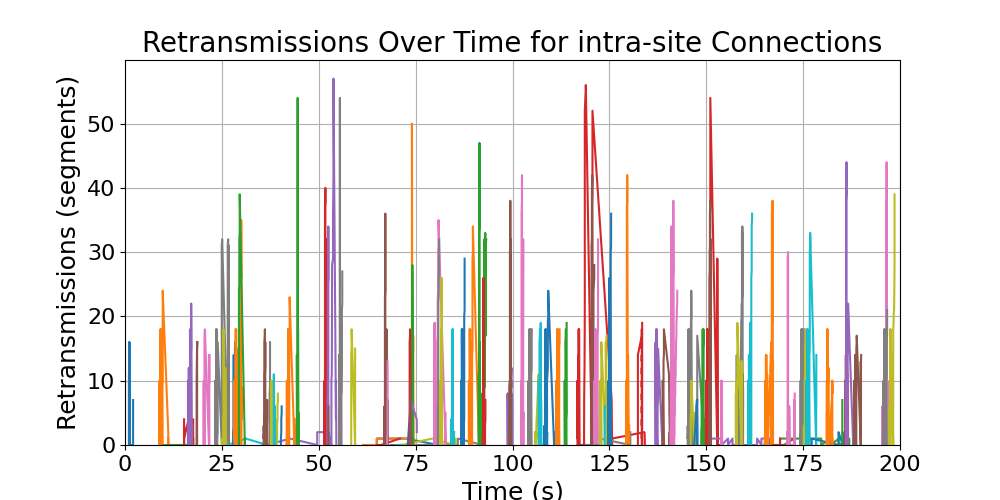 Retransmissions Over Time for intra-site Connections
Retransmissions (segments)
50
40
30
20
10
0
0 25 50 75 100 125 150 175 200
Time (s)